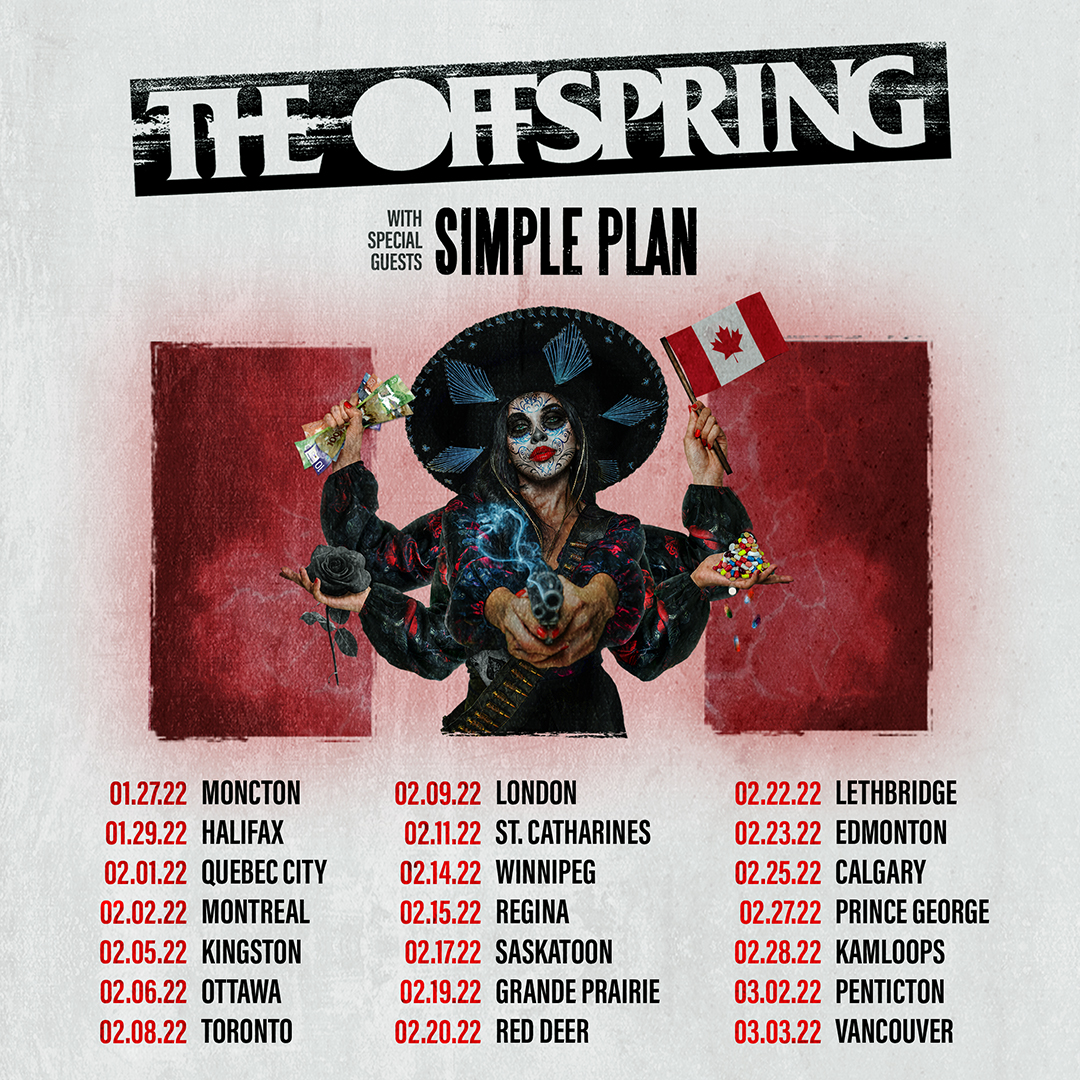 THE OFFSPRING
WITH
SPECIAL
GUESTS
SIMPLE PLAN
01.27.22 MONCTON
01.29.22 HALIFAX
02.01.22 QUEBEC CITY
02.02.22 MONTREAL
02.05.22 KINGSTON
02.06.22 OTTAWA
02.08.22 TORONTO
02.09.22 LONDON
02.11.22 ST. CATHARINES
02.14.22 WINNIPEG
02.15.22 REGINA
02.17.22 SASKATOON
02.19.22 GRANDE PRAIRIE
02.20.22 RED DEER
02.22.22 LETHBRIDGE
02.23.22 EDMONTON
02.25.22 CALGARY
02.27.22 PRINCE GEORGE
02.28.22 KAMLOOPS
03.02.22 PENTICTON
03.03.22 VANCOUVER